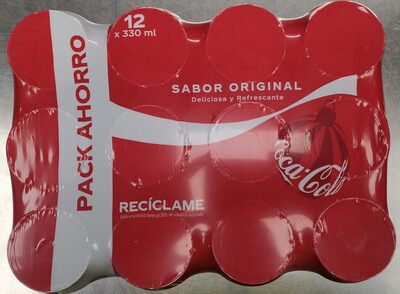 PACK AHORRO
12
x 330 ml
SABOR ORIGINAL
Deliciosa y Refrescante
Coca-Cola
RECÍCLAME